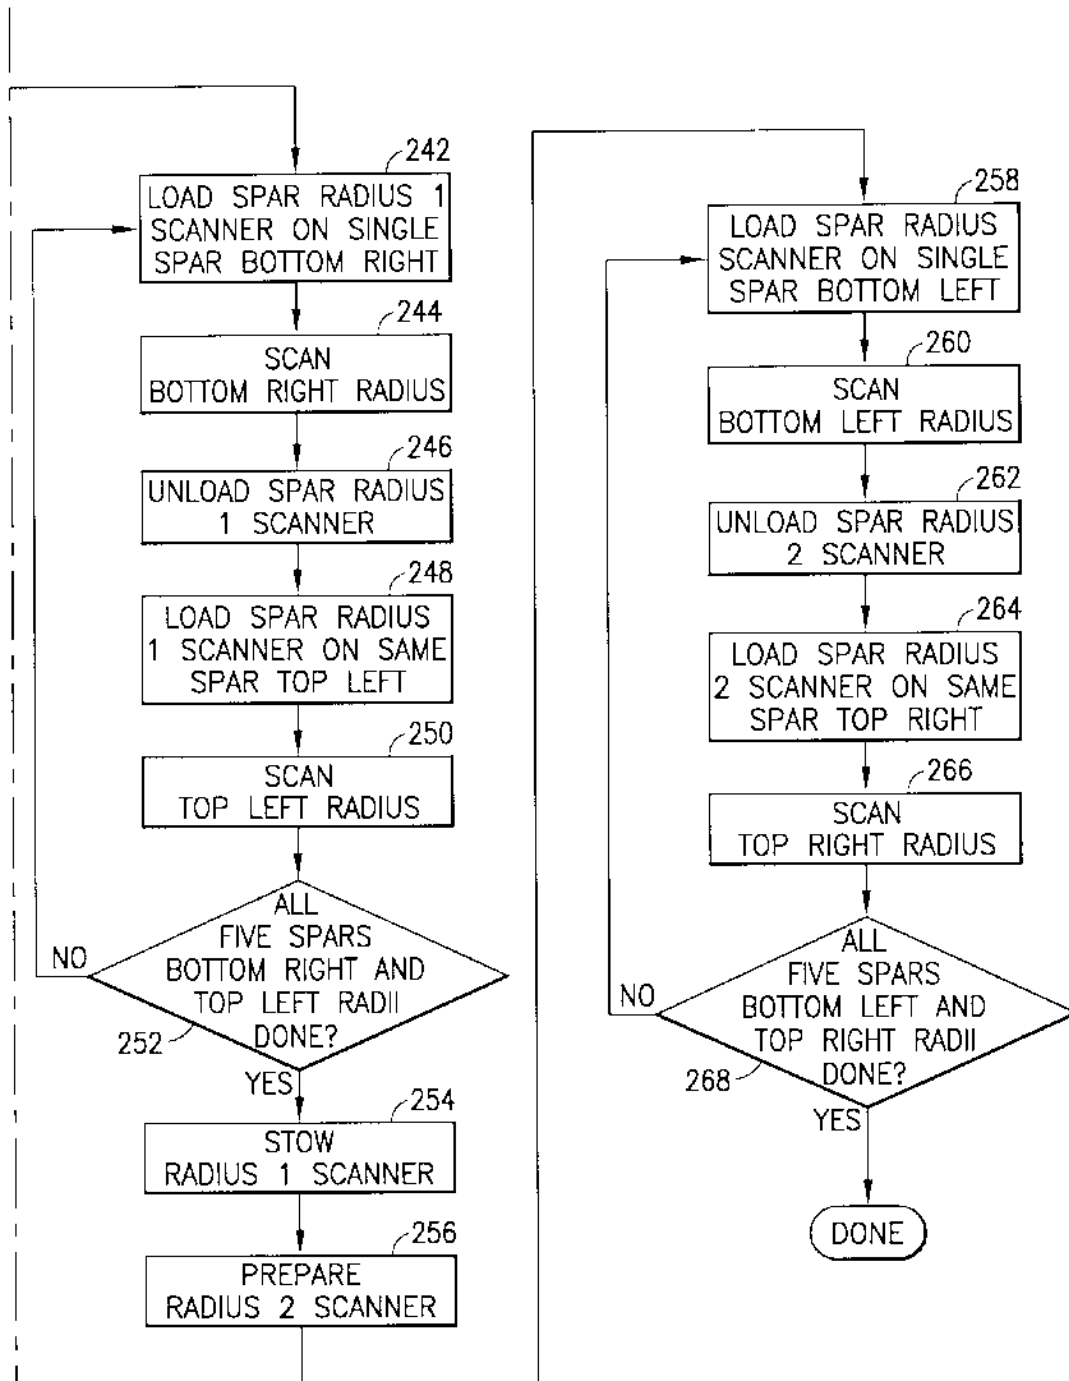 242
LOAD SPAR RADIUS 1
SCANNER ON SINGLE
SPAR BOTTOM RIGHT
244
SCAN
BOTTOM RIGHT RADIUS
246
UNLOAD SPAR RADIUS
1 SCANNER
248
LOAD SPAR RADIUS
1 SCANNER ON SAME
SPAR TOP LEFT
250
SCAN
TOP LEFT RADIUS
ALL
FIVE SPARS
BOTTOM RIGHT AND
TOP LEFT RADII
DONE?
NO
252
YES
254
STOW
RADIUS 1 SCANNER
256
PREPARE
RADIUS 2 SCANNER
258
LOAD SPAR RADIUS
SCANNER ON SINGLE
SPAR BOTTOM LEFT
260
SCAN
BOTTOM LEFT RADIUS
262
UNLOAD SPAR RADIUS
2 SCANNER
264
LOAD SPAR RADIUS
2 SCANNER ON SAME
SPAR TOP RIGHT
266
SCAN
TOP RIGHT RADIUS
ALL
FIVE SPARS
BOTTOM LEFT AND
TOP RIGHT RADII
DONE?
NO
268
YES
DONE